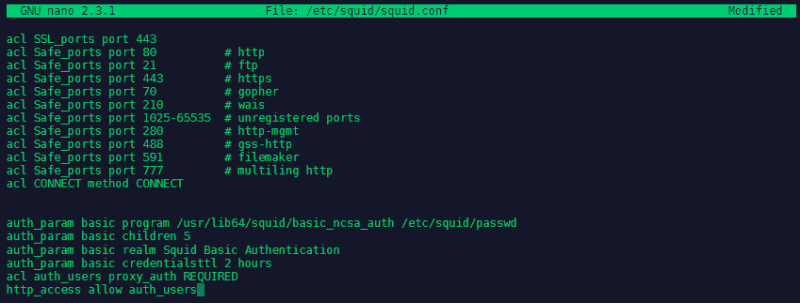 GNU nano 2.3.1 File: /etc/squid/squid.conf Modified
acl SSL_ports port 443
acl Safe_ports port 80 # http
acl Safe_ports port 21 # ftp
acl Safe_ports port 443 # https
acl Safe_ports port 70 # gopher
acl Safe_ports port 210 # wais
acl Safe_ports port 1025-65535 # unregistered ports
acl Safe_ports port 280 # http-mgmt
acl Safe_ports port 488 # gss-http
acl Safe_ports port 591 # filemaker
acl Safe_ports port 777 # multiling http
acl CONNECT method CONNECT
auth_param basic program /usr/lib64/squid/basic_ncsa_auth /etc/squid/passwd
auth_param basic children 5
auth_param basic realm Squid Basic Authentication
auth_param basic credentialsttl 2 hours
acl auth_users proxy_auth REQUIRED
http_access allow auth_users